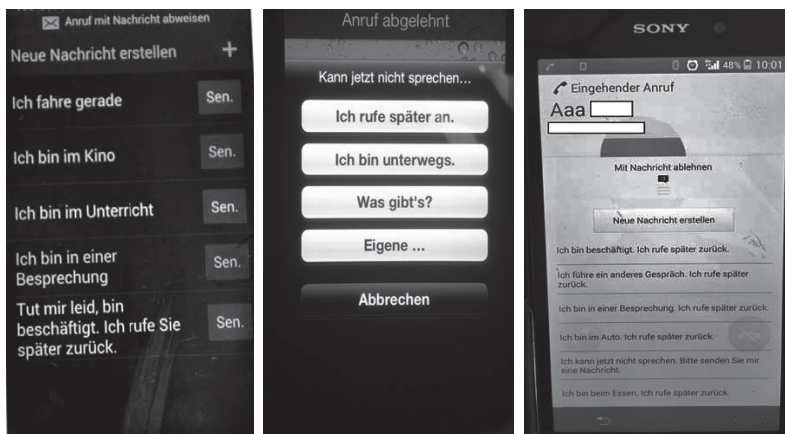 Anruf mit Nachricht abweisen
Neue Nachricht erstellen +
Ich fahre gerade Sen.
Ich bin im Kino Sen.
Ich bin im Unterricht Sen.
Ich bin in einer
Besprechung Sen.
Tut mir leid, bin
beschäftigt. Ich rufe Sie Sen.
später zurück.
Anruf abgelehnt
Kann jetzt nicht sprechen...
Ich rufe später an.
Ich bin unterwegs.
Was gibt's?
Eigene ...
Abbrechen
SONY
48% 10:01
Eingehender Anruf
Aaa
Mit Nachricht ablehnen
Neue Nachricht erstellen
Ich bin beschäftigt. Ich rufe später zurück.
Ich führe ein anderes Gespräch. Ich rufe später
zurück.
Ich bin in einer Besprechung. Ich rufe später zurück.
Ich bin im Auto. Ich rufe später zurück.
Ich kann jetzt nicht sprechen. Bitte senden Sie mir
eine Nachricht.
Ich bin beim Essen. Ich rufe später zurück.